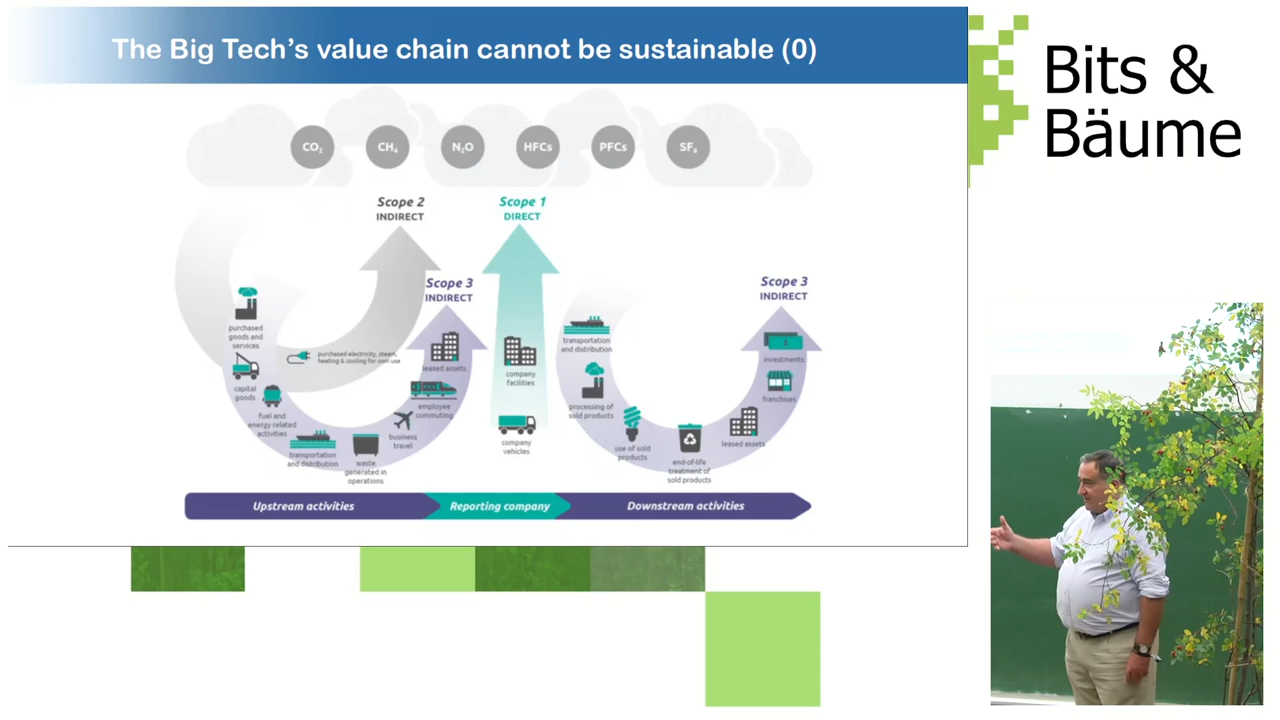 The Big Tech's value chain cannot be sustainable (0)
Bits &
Bäume
CO₂
CH₄
N₂O
HFCs
PFCs
SF₆
Scope 2
INDIRECT
Scope 1
DIRECT
Scope 3
INDIRECT
Scope 3
INDIRECT
purchased
goods and
services
capital
goods
fuel and
energy related
activities
transportation
and distribution
waste
generated in
operations
business
travel
employee
commuting
leased assets
purchased electricity, steam,
heating & cooling for own use
company
facilities
company
vehicles
transportation
and distribution
processing of
sold products
use of sold
products
end-of-life
treatment of
sold products
leased assets
franchises
investments
$
Upstream activities
Reporting company
Downstream activities